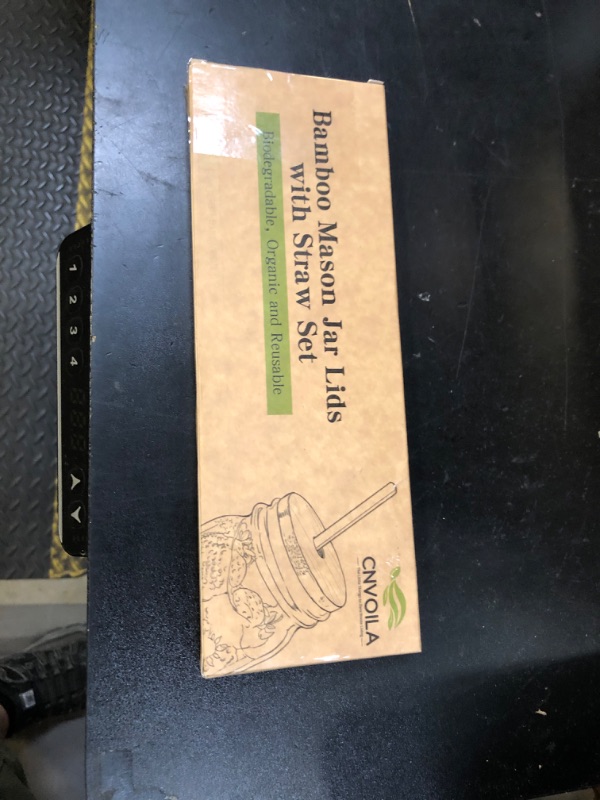 Bamboo Mason Jar Lids
with Straw Set
Biodegradable, Organic and Reusable
CNVOILA
1
2
3
4